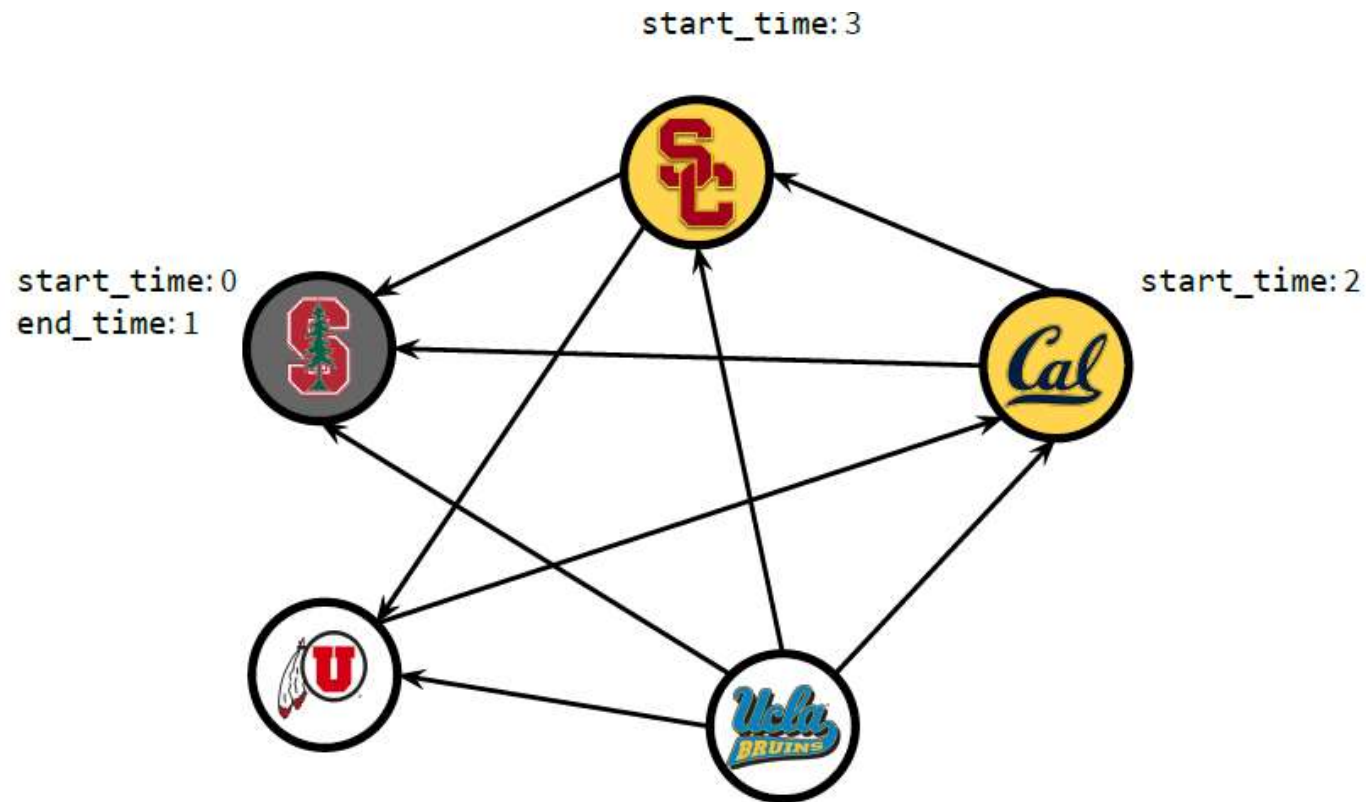 start_time: 3
SC
start_time: 0
end_time: 1
S
start_time: 2
Cal
U
Ucla
BRUINS